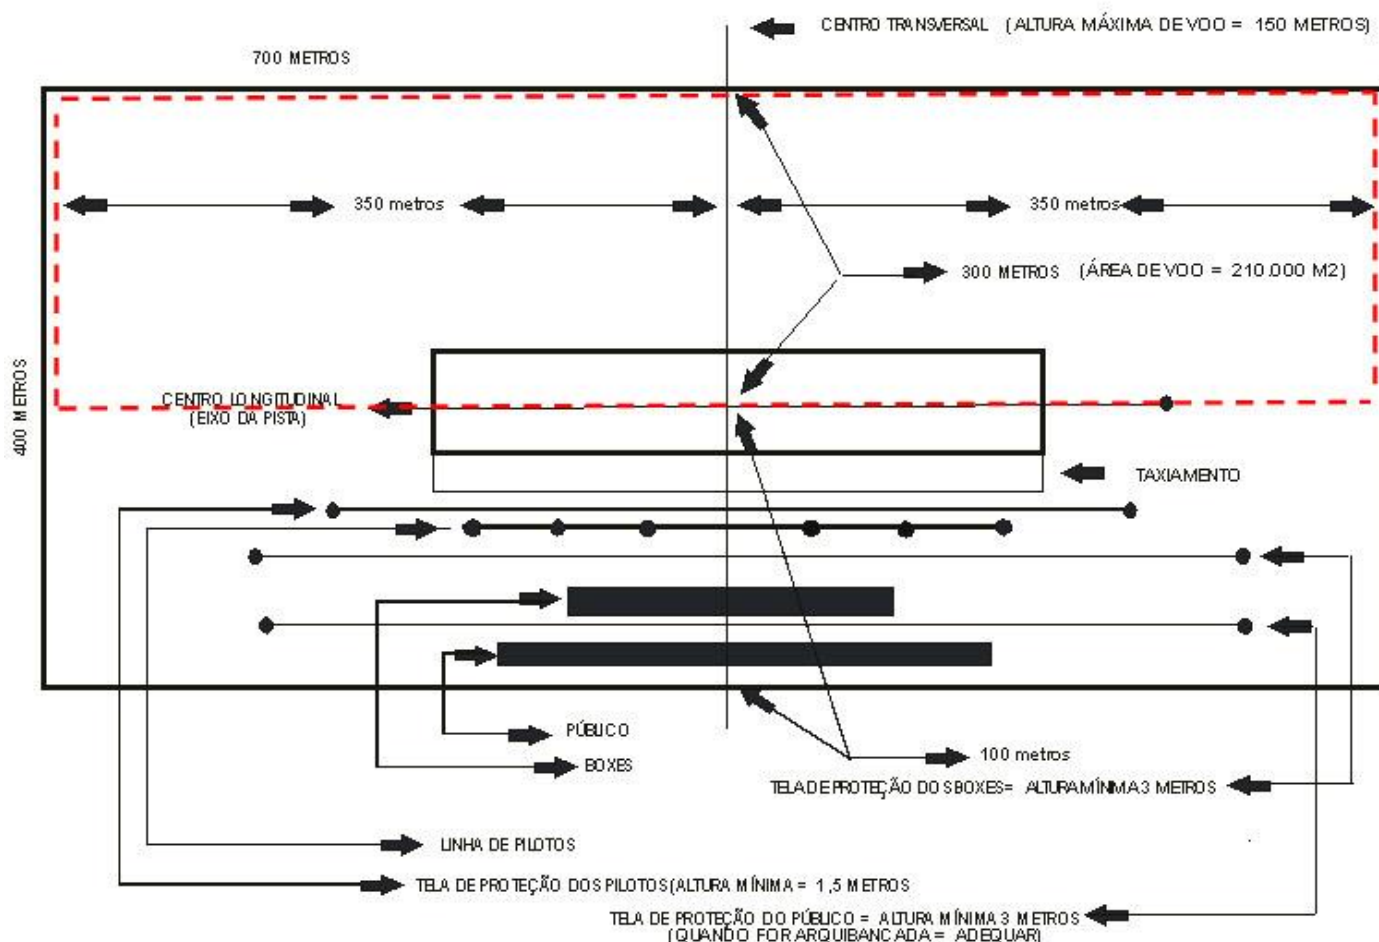 CENTRO TRANSVERSAL (ALTURA MÁXIMA DE VOO = 150 METROS)
700 METROS
350 metros
350 metros
300 METROS (ÁREA DE VOO = 210.000 M2)
400 METROS
CENTRO LONGITUDINAL
(EIXO DA PISTA)
TAXIAMENTO
PÚBLICO
BOXES
100 metros
TELA DE PROTEÇÃO DOS BOXES = ALTURA MÍNIMA 3 METROS
LINHA DE PILOTOS
TELA DE PROTEÇÃO DOS PILOTOS (ALTURA MÍNIMA = 1,5 METROS
TELA DE PROTEÇÃO DO PÚBLICO = ALTURA MÍNIMA 3 METROS
(QUANDO FOR ARQUIBANCADA = ADEQUAR)